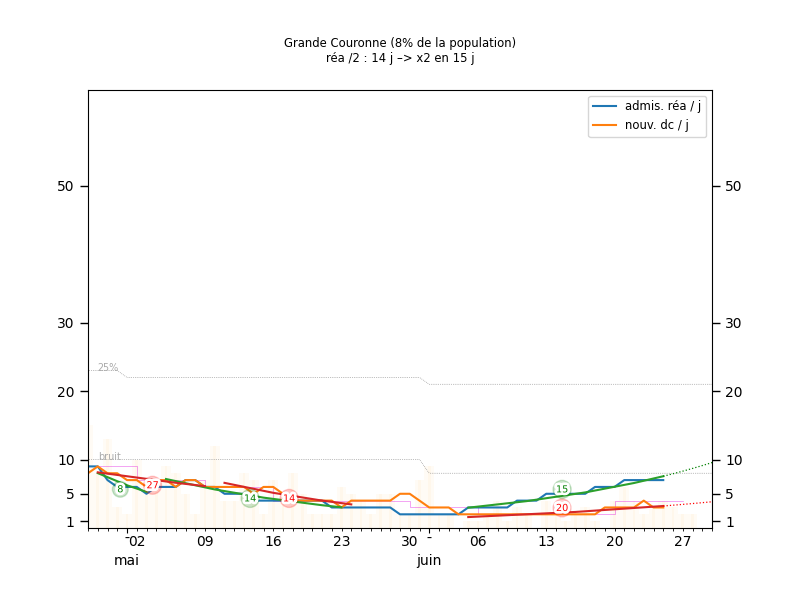 Grande Couronne (8% de la population)
réa /2 : 14 j –> x2 en 15 j
admis. réa / j
nouv. dc / j
50 50
30 30
25%
20 20
bruit
10 10
8 27 14 14 15 20
5 5
1 1
02 09 16 23 30 06 13 20 27
mai juin